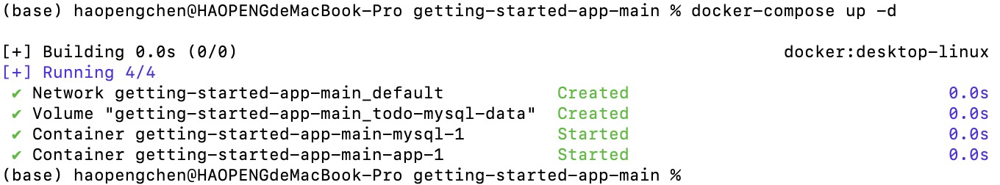 (base) haopengchen@HAOPENGdeMacBook-Pro getting-started-app-main % docker-compose up -d
[+] Building 0.0s (0/0) docker:desktop-linux
[+] Running 4/4
✔ Network getting-started-app-main_default Created 0.0s
✔ Volume "getting-started-app-main_todo-mysql-data" Created 0.0s
✔ Container getting-started-app-main-mysql-1 Started 0.0s
✔ Container getting-started-app-main-app-1 Started 0.0s
(base) haopengchen@HAOPENGdeMacBook-Pro getting-started-app-main %